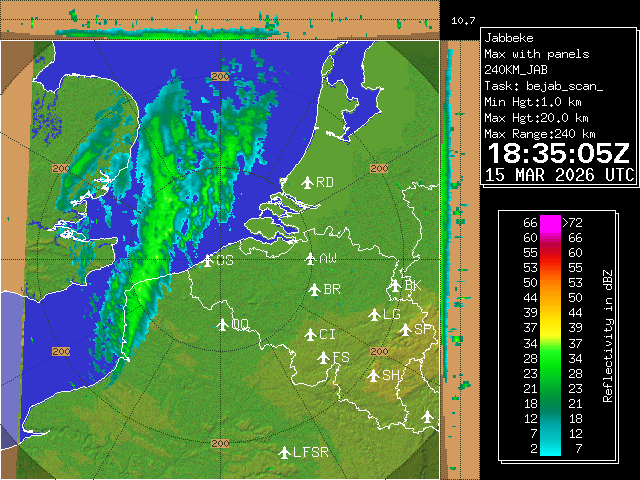 10.7
Jabbeke
Max with panels
240KM_JAB
Task: bejab_scan_
Min Hgt:1.0 km
Max Hgt:20.0 km
Max Range:240 km
18:35:05Z
15 MAR 2026 UTC
200
200
200
RD
OS
AW
BR
BK
LG
QO
CI
SP
FS
200
200
SH
200
LFSR
66 >72
60 66
55 60
53 55
50 53
44 50
39 44
37 39
34 37
28 34
23 28
21 23
18 21
12 18
7 12
2 7
Reflectivity in dBZ